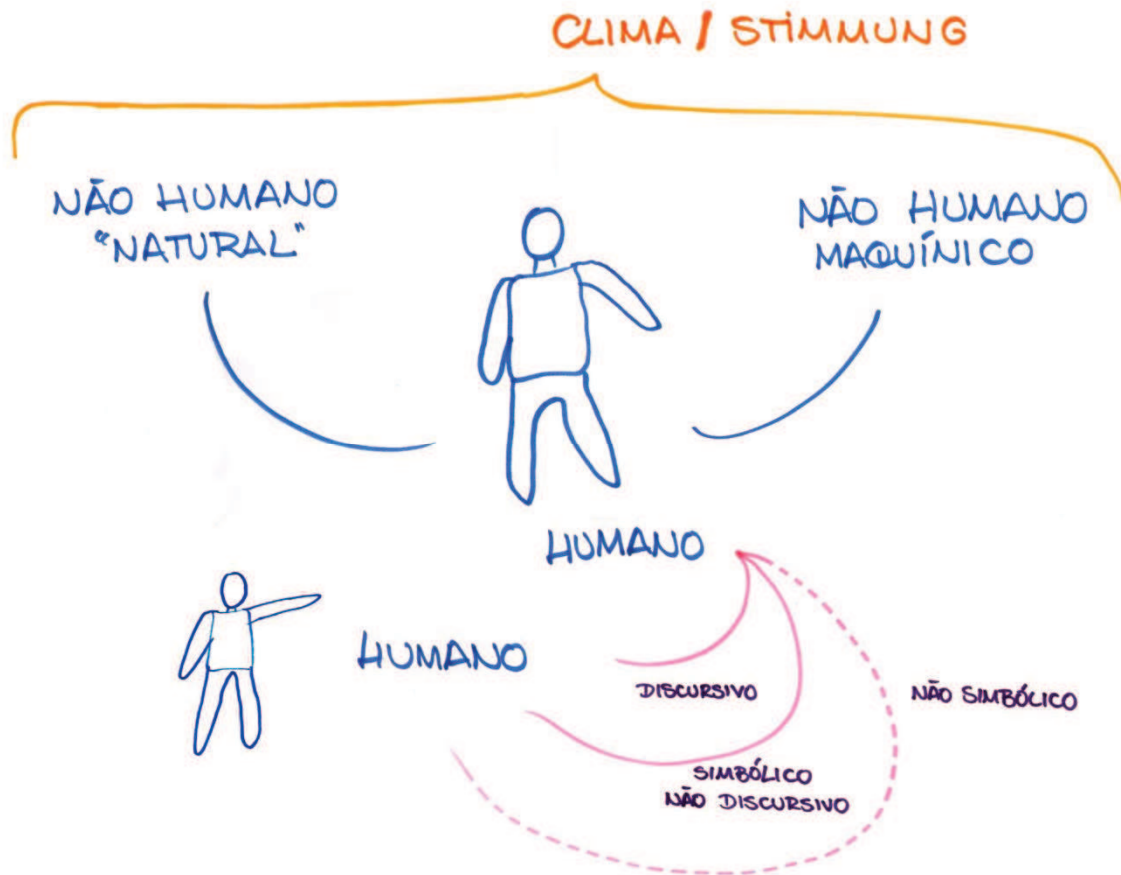 CLIMA / STIMMUNG
NÃO HUMANO
"NATURAL"
NÃO HUMANO
MAQUÍNICO
HUMANO
HUMANO
DISCURSIVO
NÃO SIMBÓLICO
SIMBÓLICO
NÃO DISCURSIVO